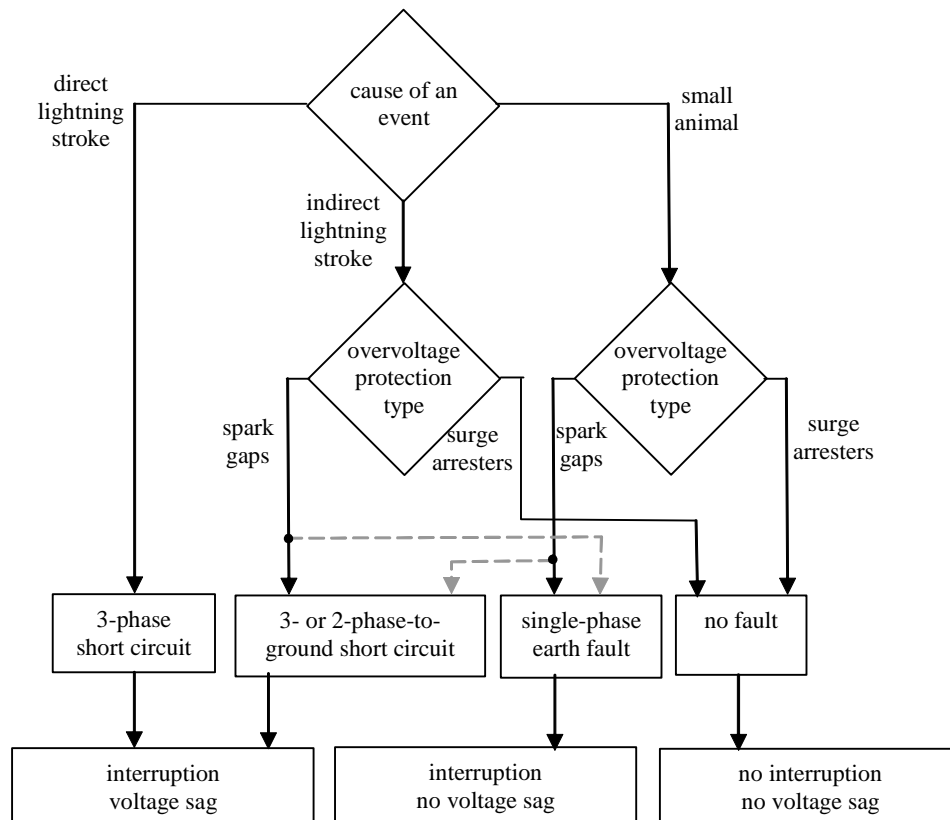 cause of an
event
direct
lightning
stroke
small
animal
indirect
lightning
stroke
overvoltage
protection
type
overvoltage
protection
type
spark
gaps
surge
arresters
spark
gaps
surge
arresters
3-phase
short circuit
3- or 2-phase-to-
ground short circuit
single-phase
earth fault
no fault
interruption
voltage sag
interruption
no voltage sag
no interruption
no voltage sag